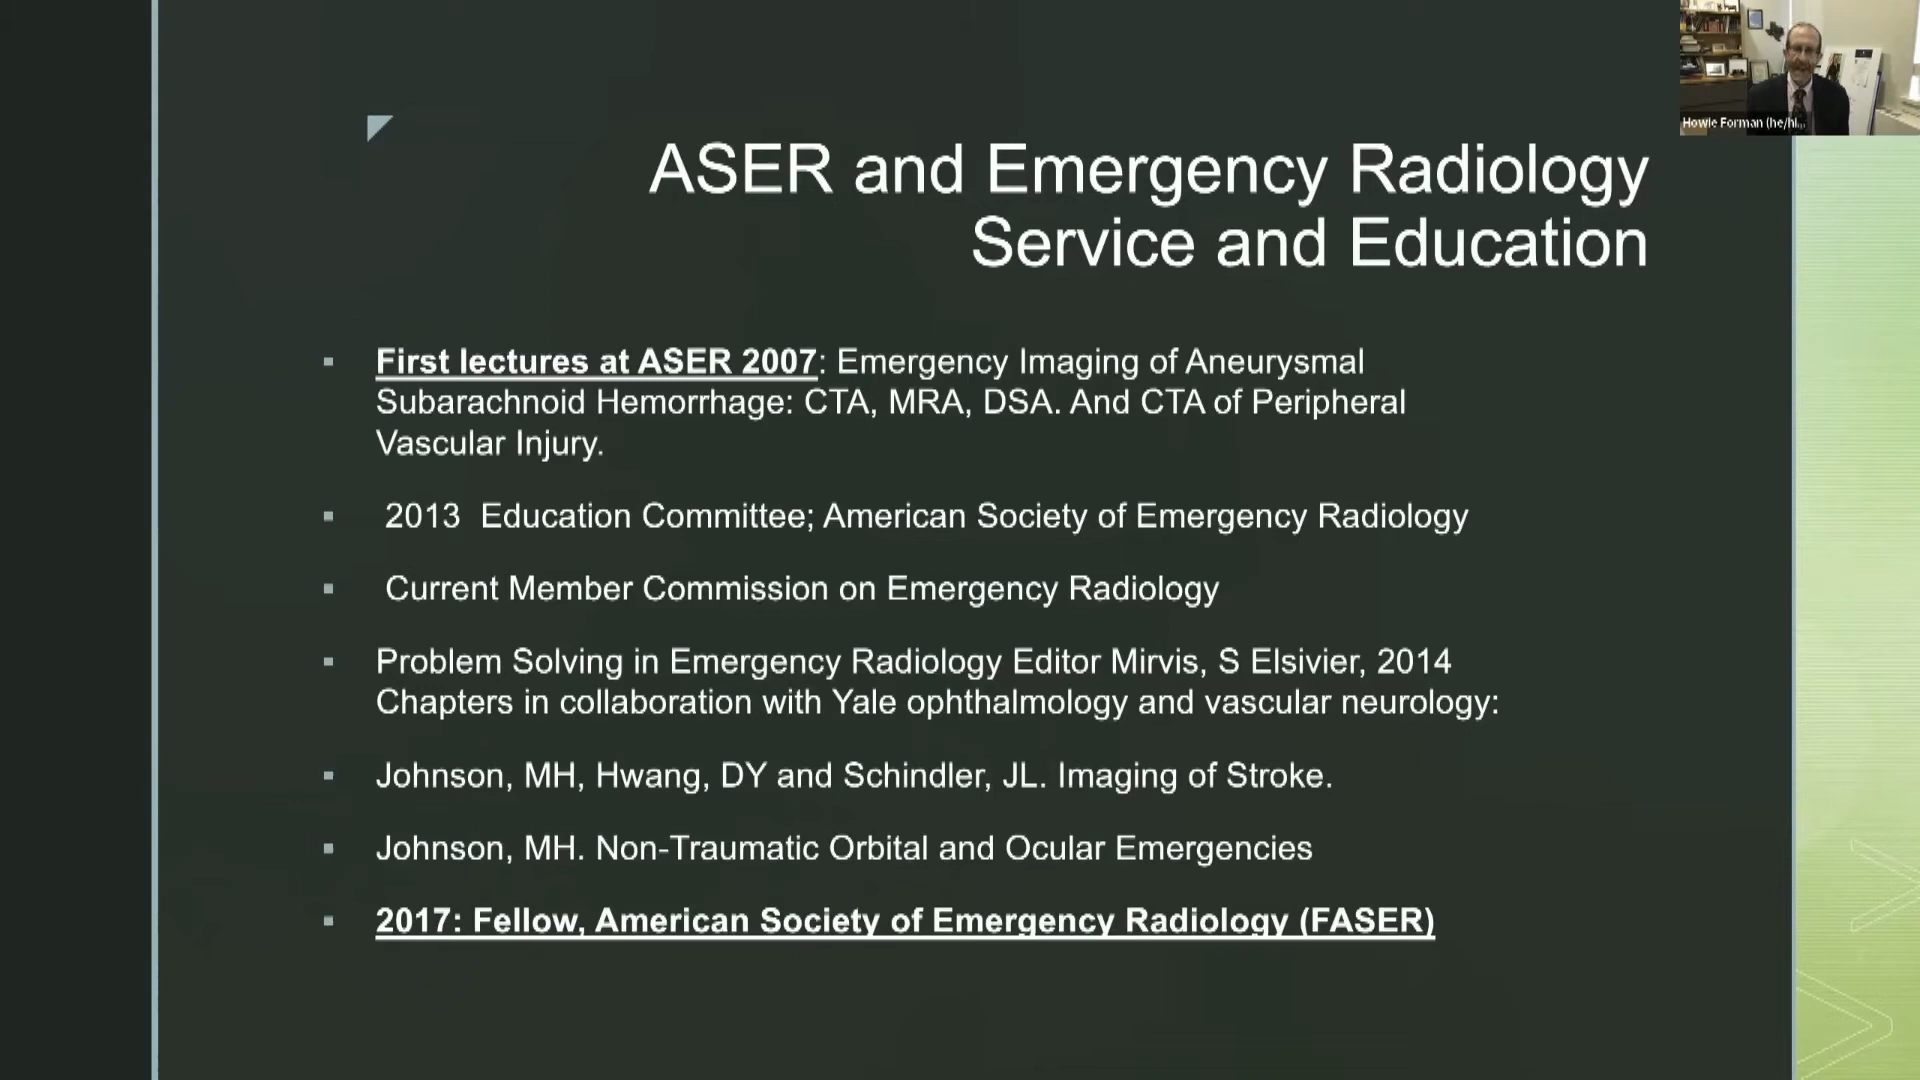 Howie Forman (he/hi...
ASER and Emergency Radiology
Service and Education
▪ First lectures at ASER 2007: Emergency Imaging of Aneurysmal
Subarachnoid Hemorrhage: CTA, MRA, DSA. And CTA of Peripheral
Vascular Injury.
▪ 2013 Education Committee; American Society of Emergency Radiology
▪ Current Member Commission on Emergency Radiology
▪ Problem Solving in Emergency Radiology Editor Mirvis, S Elsivier, 2014
Chapters in collaboration with Yale ophthalmology and vascular neurology:
▪ Johnson, MH, Hwang, DY and Schindler, JL. Imaging of Stroke.
▪ Johnson, MH. Non-Traumatic Orbital and Ocular Emergencies
▪ 2017: Fellow, American Society of Emergency Radiology (FASER)